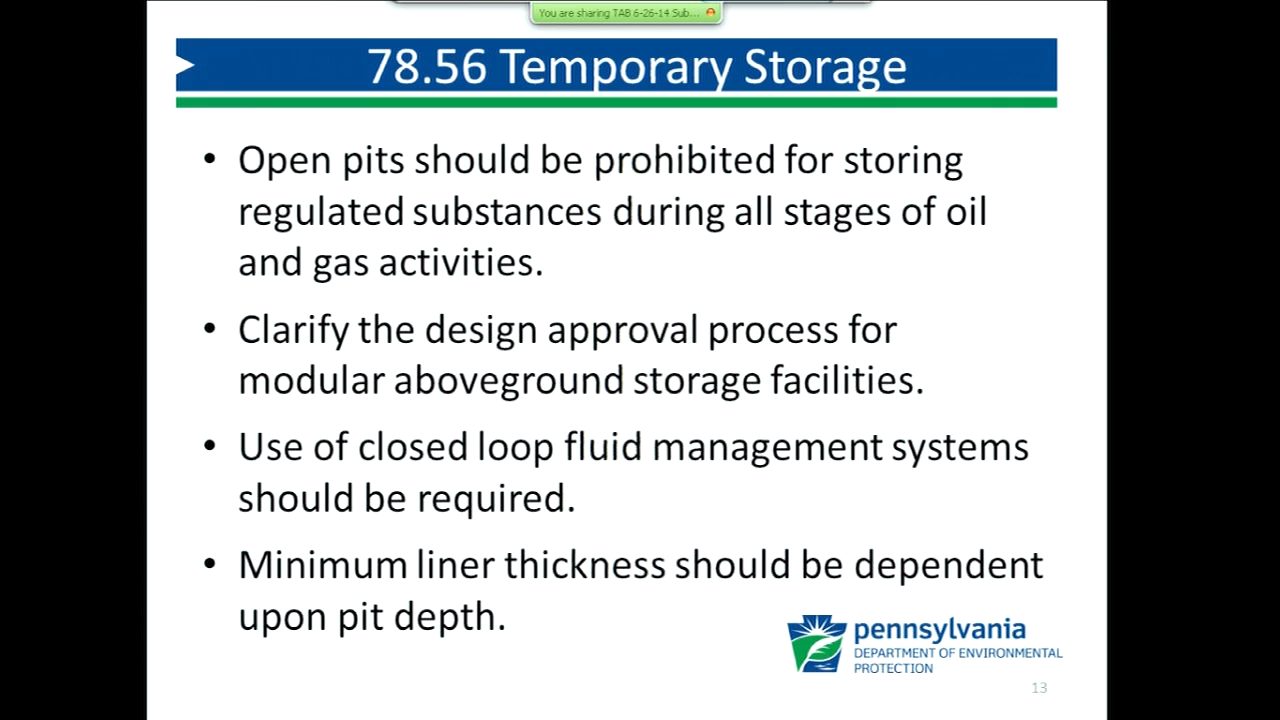 You are sharing TAB 6-26-14 Sub...
78.56 Temporary Storage
• Open pits should be prohibited for storing
regulated substances during all stages of oil
and gas activities.
• Clarify the design approval process for
modular aboveground storage facilities.
• Use of closed loop fluid management systems
should be required.
• Minimum liner thickness should be dependent
upon pit depth.
pennsylvania
DEPARTMENT OF ENVIRONMENTAL
PROTECTION
13